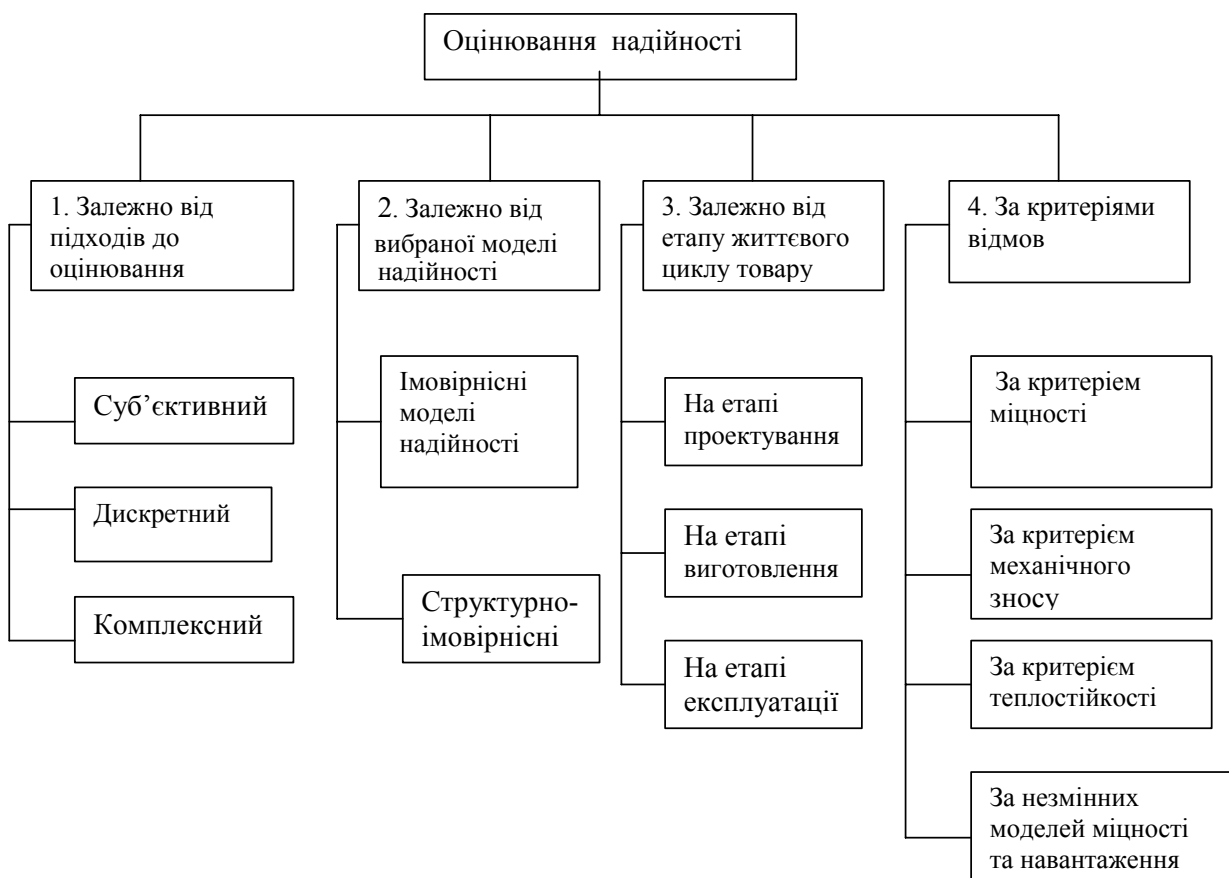 Оцінювання надійності
1. Залежно від
підходів до
оцінювання
2. Залежно від
вибраної моделі
надійності
3. Залежно від
етапу життєвого
циклу товару
4. За критеріями
відмов
Суб’єктивний
Дискретний
Комплексний
Імовірнісні
моделі
надійності
Структурно-
імовірнісні
На етапі
проектування
На етапі
виготовлення
На етапі
експлуатації
За критеріем
міцності
За критерієм
механічного
зносу
За критерієм
теплостійкості
За незмінних
моделей міцності
та навантаження